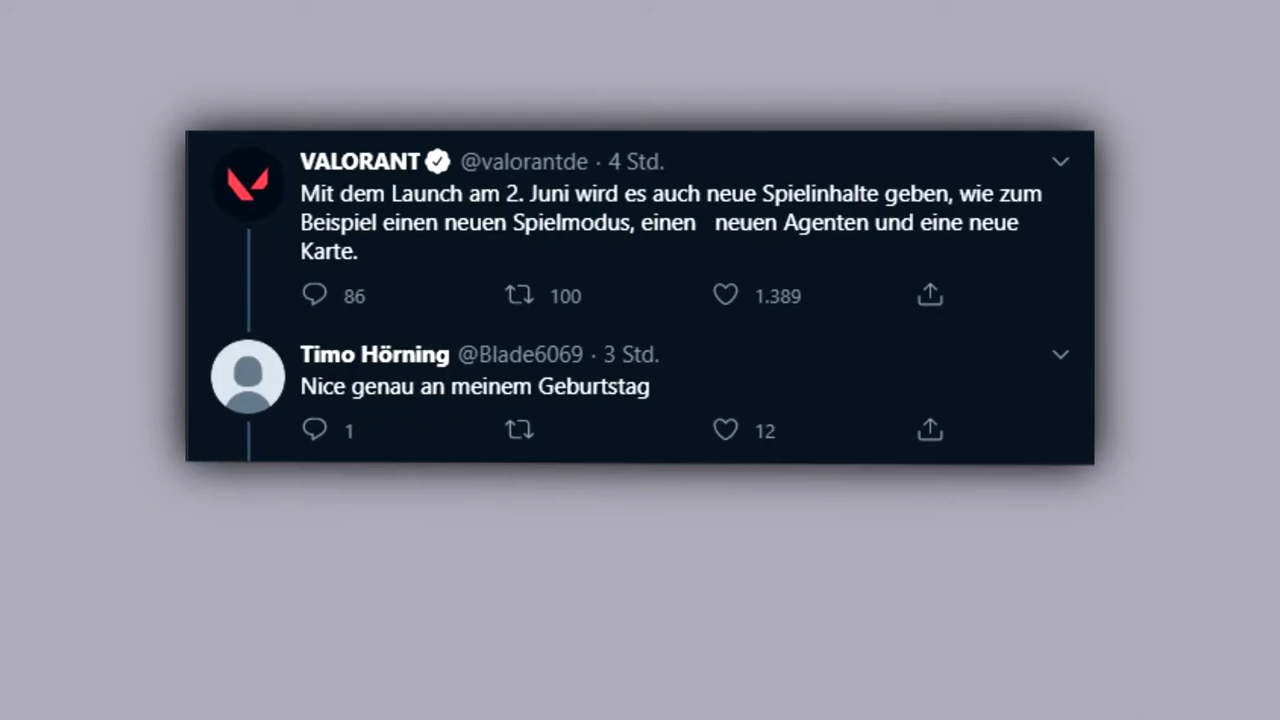 VALORANT @valorantde · 4 Std.
Mit dem Launch am 2. Juni wird es auch neue Spielinhalte geben, wie zum
Beispiel einen neuen Spielmodus, einen   neuen Agenten und eine neue
Karte.
86 100 1.389
Timo Hörning @Blade6069 · 3 Std.
Nice genau an meinem Geburtstag
1 12